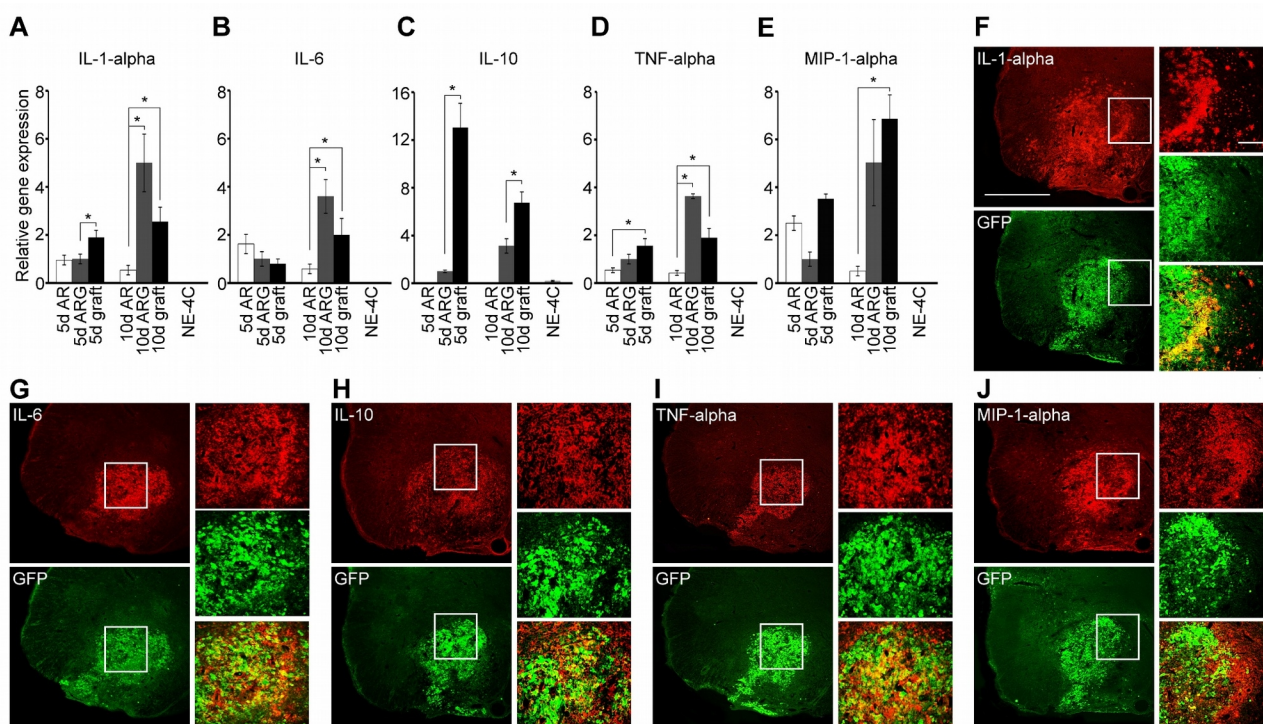 A
B
C
D
E
F
IL-1-alpha
IL-6
IL-10
TNF-alpha
MIP-1-alpha
IL-1-alpha
Relative gene expression
8
6
4
2
0
5d AR
5d ARG
5d graft
10d AR
10d ARG
10d graft
NE-4C
*
*
*
8
6
4
2
0
5d AR
5d ARG
5d graft
10d AR
10d ARG
10d graft
NE-4C
*
*
16
12
8
4
0
5d AR
5d ARG
5d graft
10d AR
10d ARG
10d graft
NE-4C
*
*
8
6
4
2
0
5d AR
5d ARG
5d graft
10d AR
10d ARG
10d graft
NE-4C
*
*
*
8
6
4
2
0
5d AR
5d ARG
5d graft
10d AR
10d ARG
10d graft
NE-4C
*
GFP
G
H
I
J
IL-6
IL-10
TNF-alpha
MIP-1-alpha
GFP
GFP
GFP
GFP